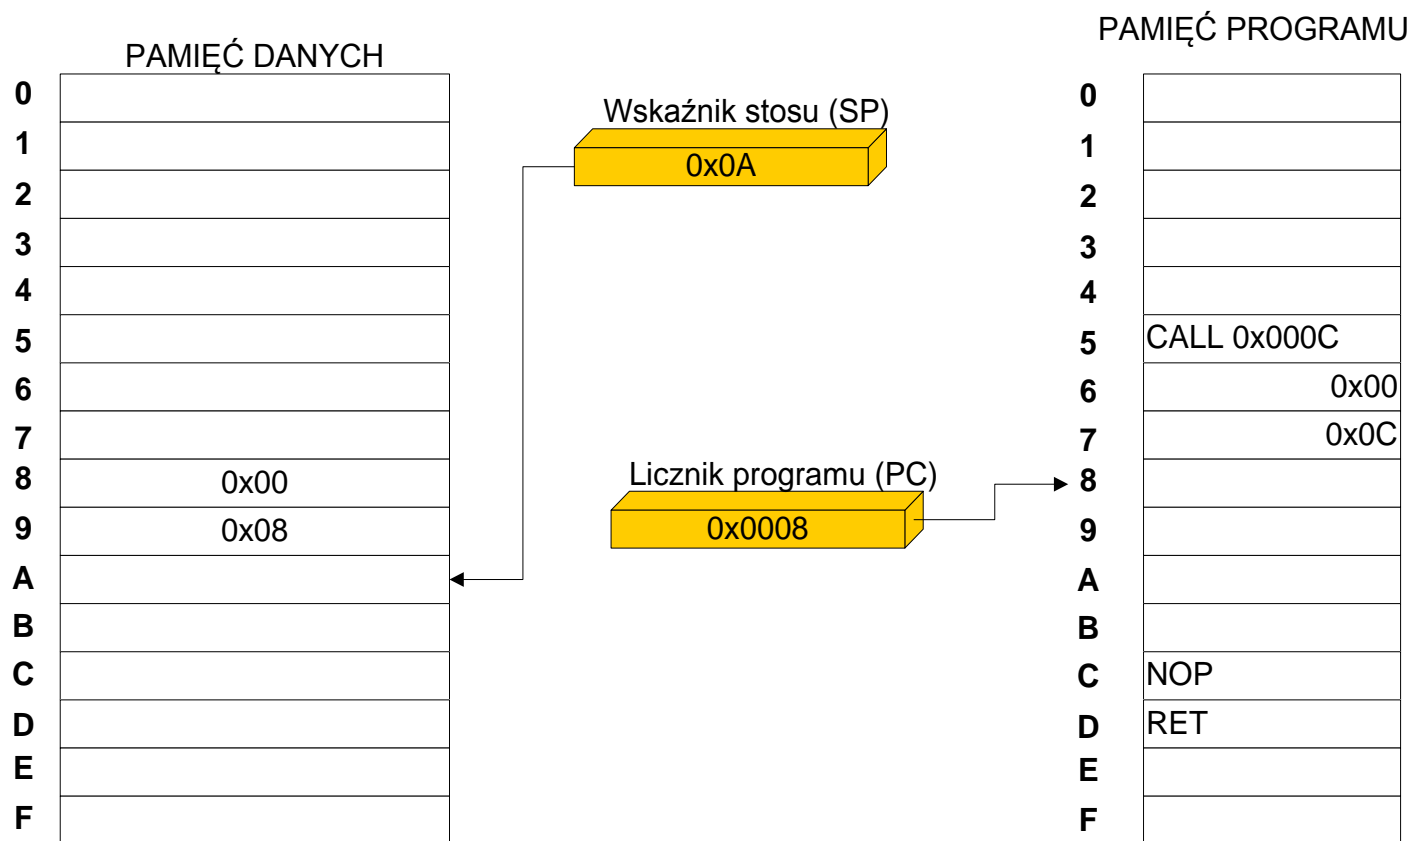 PAMIĘĆ DANYCH
0
1
2
3
4
5
6
7
8 0x00
9 0x08
A
B
C
D
E
F
Wskaźnik stosu (SP)
0x0A
Licznik programu (PC)
0x0008
PAMIĘĆ PROGRAMU
0
1
2
3
4
5 CALL 0x000C
6 0x00
7 0x0C
8
9
A
B
C NOP
D RET
E
F